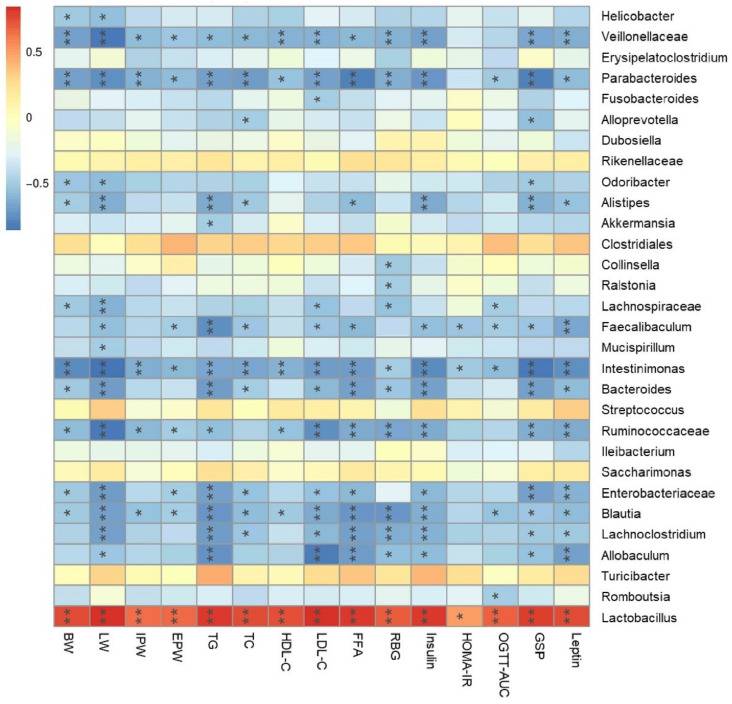 0.5
0
−0.5
Helicobacter
Veillonellaceae
Erysipelatoclostridium
Parabacteroides
Fusobacteroides
Alloprevotella
Dubosiella
Rikenellaceae
Odoribacter
Alistipes
Akkermansia
Clostridiales
Collinsella
Ralstonia
Lachnospiraceae
Faecalibaculum
Mucispirillum
Intestinimonas
Bacteroides
Streptococcus
Ruminococcaceae
Ileibacterium
Saccharimonas
Enterobacteriaceae
Blautia
Lachnoclostridium
Allobaculum
Turicibacter
Romboutsia
Lactobacillus
BW
LW
IPW
EPW
TG
TC
HDL-C
LDL-C
FFA
RBG
Insulin
HOMA-IR
OGTT-AUC
GSP
Leptin